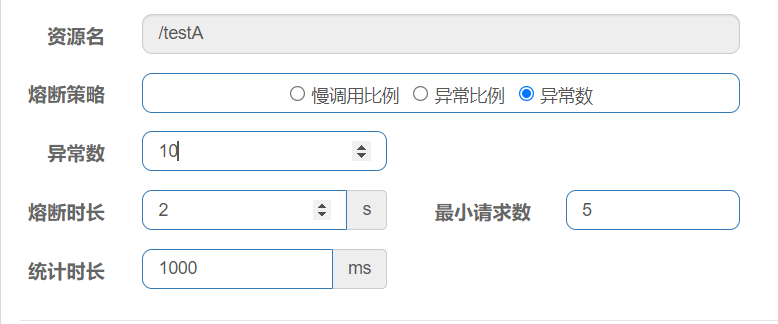 资源名 /testA
熔断策略 慢调用比例 异常比例 异常数
异常数 10
熔断时长 2 s 最小请求数 5
统计时长 1000 ms